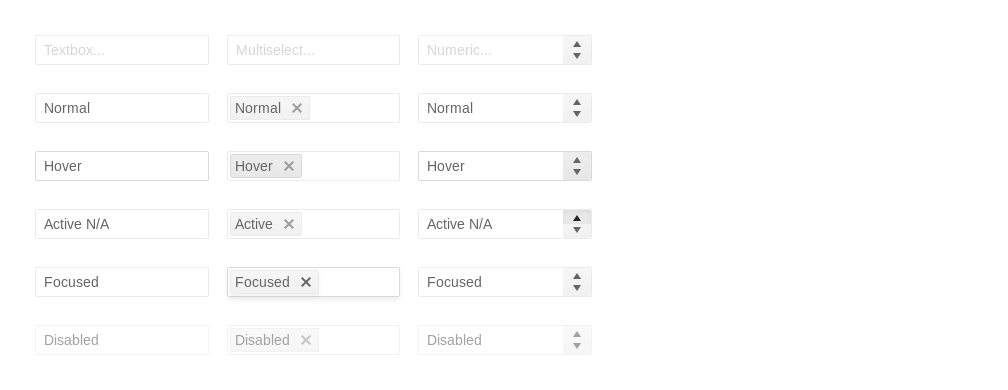 Textbox... Multiselect... Numeric...
Normal Normal Normal
Hover Hover Hover
Active N/A Active Active N/A
Focused Focused Focused
Disabled Disabled Disabled